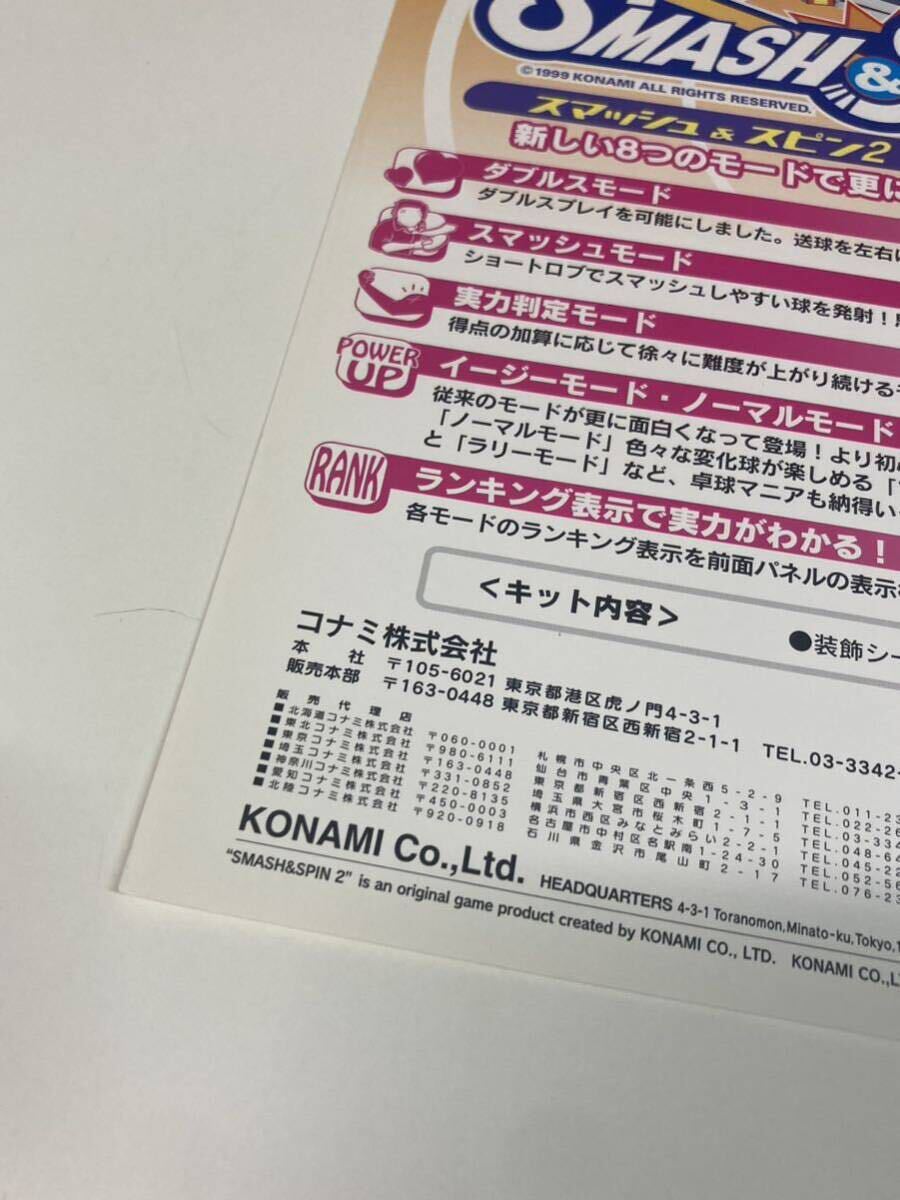 SMASH &
©1999 KONAMI ALL RIGHTS RESERVED.
スマッシュ & スピン2
新しい8つのモードで更に
ダブルスモード
ダブルスプレイを可能にしました。送球を左右に
スマッシュモード
ショートロブでスマッシュしやすい球を発射!
実力判定モード
得点の加算に応じて徐々に難度が上がり続ける
POWER UP
イージーモード・ノーマルモード
従来のモードが更に面白くなって登場!より初
「ノーマルモード」色々な変化球が楽しめる「
と「ラリーモード」など、卓球マニアも納得い
RANK
ランキング表示で実力がわかる!
各モードのランキング表示を前面パネルの表示
<キット内容>
●装飾シー
コナミ株式会社
本社 〒105-6021 東京都港区虎ノ門4-3-1
販売本部 〒163-0448 東京都新宿区西新宿2-1-1 TEL.03-3342-
販売代理店
■北海道コナミ株式会社 〒060-0001 札幌市中央区北一条西5-2-9 TEL.011-23
■東北コナミ株式会社 〒980-6111 仙台市青葉区中央1-3-1 TEL.022-26
■東京コナミ株式会社 〒163-0448 東京都新宿区西新宿2-1-1 TEL.03-334
■埼玉コナミ株式会社 〒331-0852 埼玉県大宮市桜木町1-7-5 TEL.048-64
■神奈川コナミ株式会社 〒220-8135 横浜市西区みなとみらい2-2-1 TEL.045-22
■愛知コナミ株式会社 〒450-0003 名古屋市中村区名駅南1-24-30 TEL.052-56
■北陸コナミ株式会社 〒920-0918 石川県金沢市尾山町2-17 TEL.076-23
KONAMI Co.,Ltd. HEADQUARTERS 4-3-1 Toranomon,Minato-ku,Tokyo,1
"SMASH&SPIN 2" is an original game product created by KONAMI CO., LTD. KONAMI CO.,L